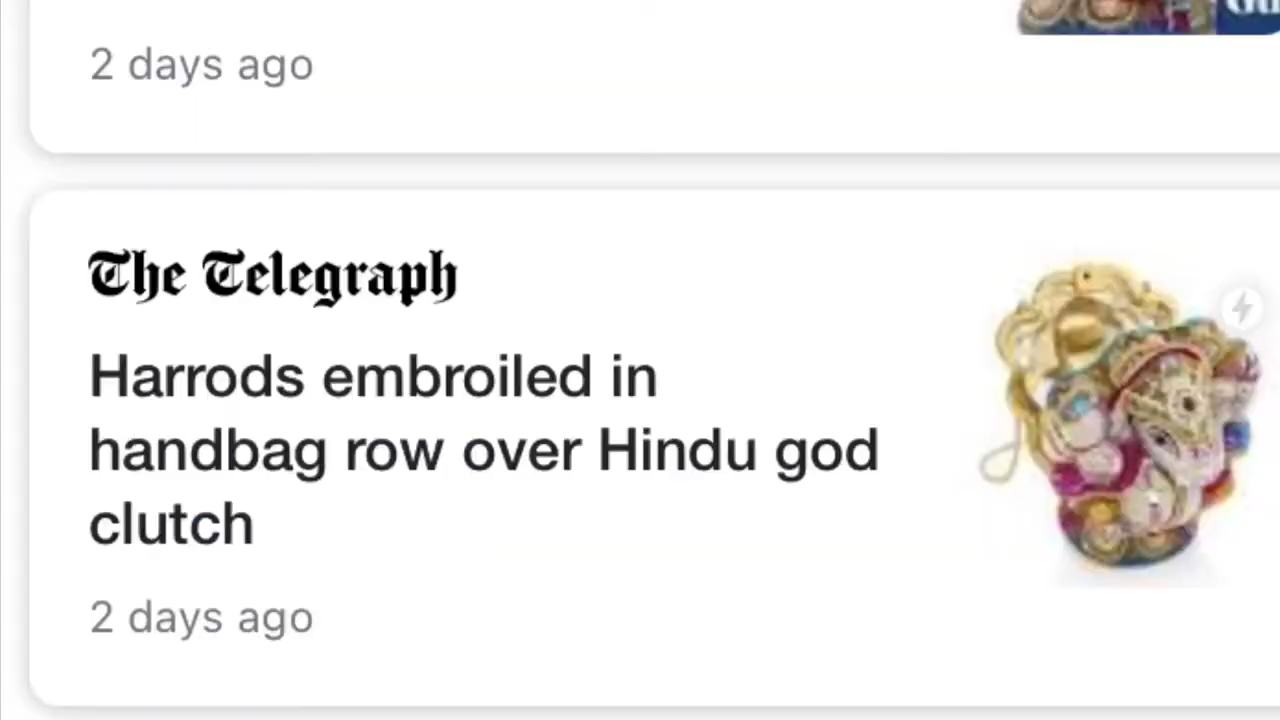 2 days ago
The Telegraph
Harrods embroiled in
handbag row over Hindu god
clutch
2 days ago